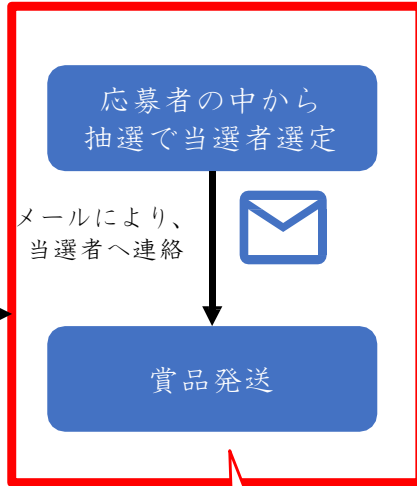 応募者の中から
抽選で当選者選定
メールにより、
当選者へ連絡
賞品発送